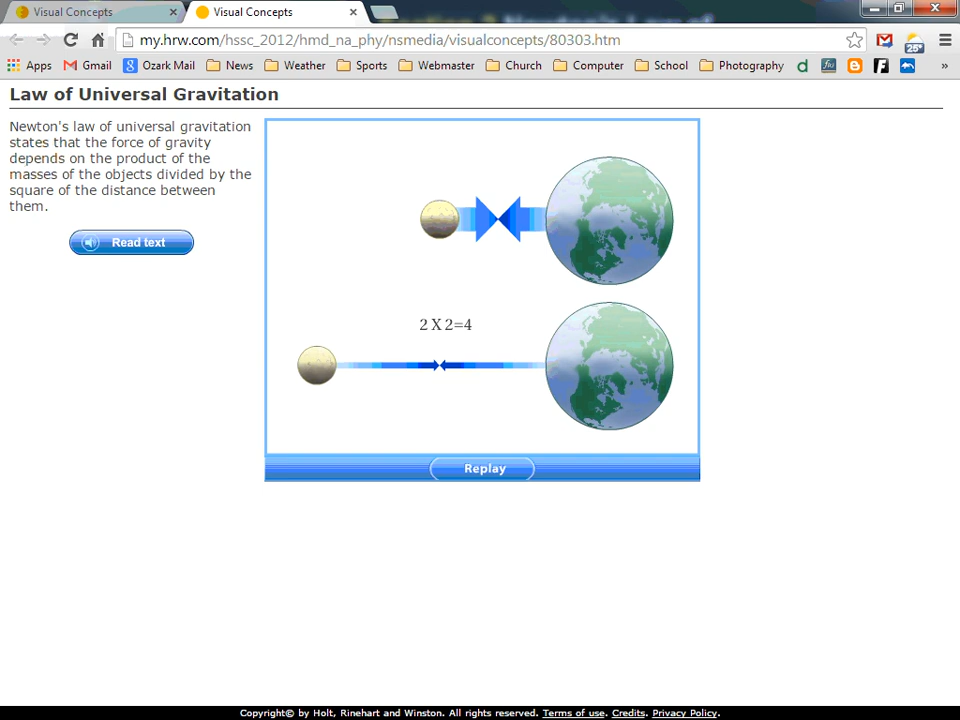 Visual Concepts
Visual Concepts
my.hrw.com/hssc_2012/hmd_na_phy/nsmedia/visualconcepts/80303.htm
25°
Apps Gmail Ozark Mail News Weather Sports Webmaster Church Computer School Photography d »
Law of Universal Gravitation
Newton's law of universal gravitation
states that the force of gravity
depends on the product of the
masses of the objects divided by the
square of the distance between
them.
Read text
2 X 2=4
Replay
Copyright© by Holt, Rinehart and Winston. All rights reserved. Terms of use. Credits. Privacy Policy.